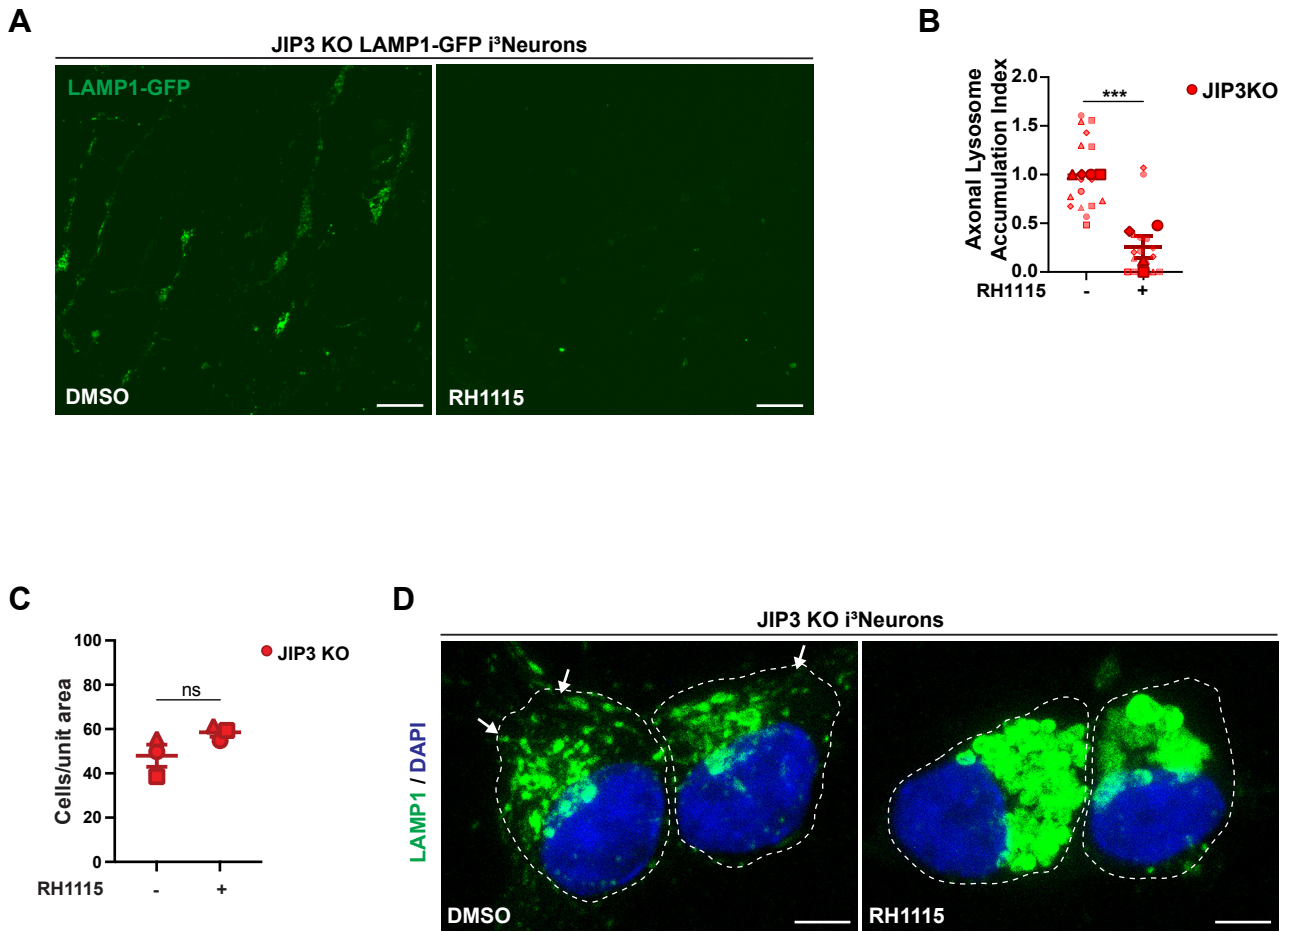 A
JIP3 KO LAMP1-GFP i³Neurons
LAMP1-GFP
DMSO
RH1115
B
Axonal Lysosome
Accumulation Index
2.0
1.5
1.0
0.5
0.0
***
JIP3KO
RH1115
-
+
C
Cells/unit area
100
80
60
40
20
0
ns
JIP3 KO
RH1115
-
+
D
JIP3 KO i³Neurons
LAMP1 / DAPI
DMSO
RH1115